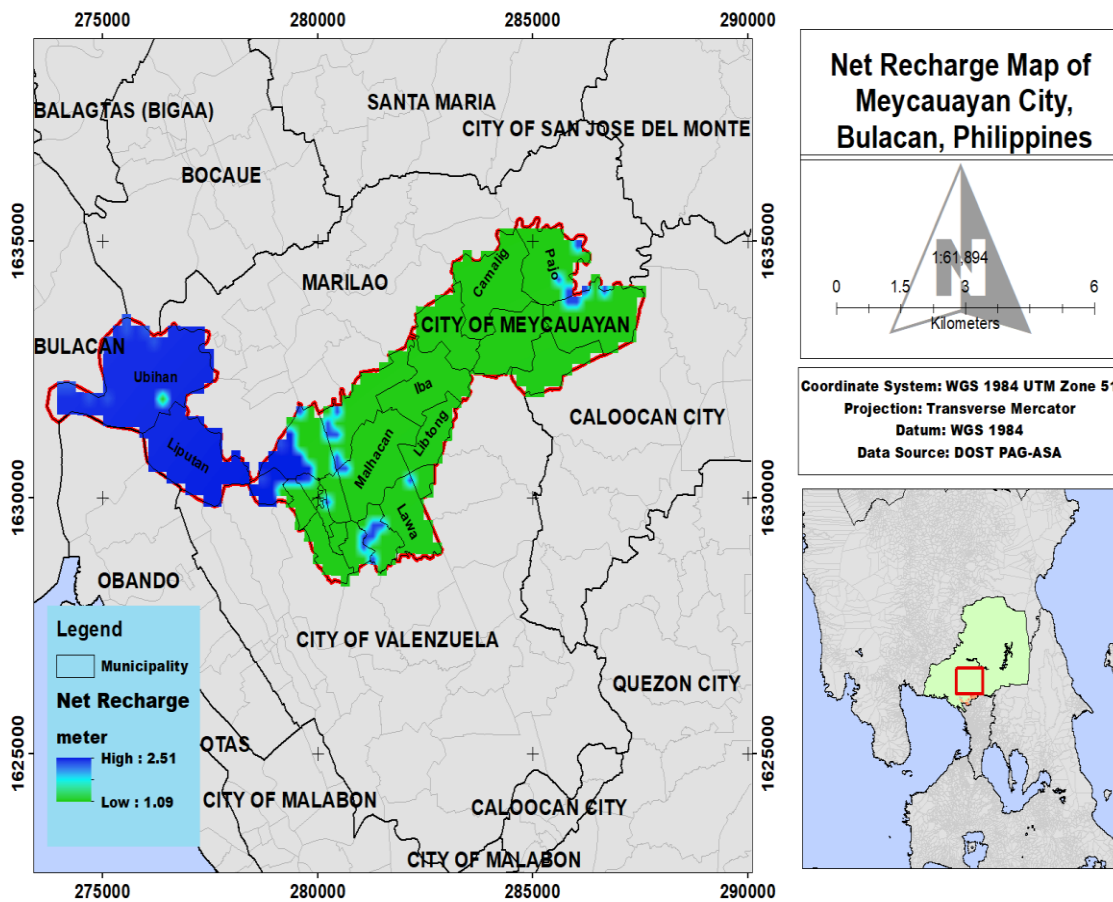 275000 280000 285000 290000
1635000
1630000
1625000
BALAGTAS (BIGAA)
SANTA MARIA
CITY OF SAN JOSE DEL MONTE
BOCAUE
MARILAO
Camalig
Pajo
CITY OF MEYCAUAYAN
BULACAN
Ubihan
Iba
CALOOCAN CITY
Libtong
Malhacan
Liputan
Lawa
OBANDO
CITY OF VALENZUELA
QUEZON CITY
OTAS
CITY OF MALABON
CALOOCAN CITY
CITY OF MALABON
Legend
Municipality
Net Recharge
meter
High : 2.51
Low : 1.09
1635000
1630000
1625000
275000 280000 285000 290000
Net Recharge Map of
Meycauayan City,
Bulacan, Philippines
N
1:61,894
0 1.5 3 6
Kilometers
Coordinate System: WGS 1984 UTM Zone 51
Projection: Transverse Mercator
Datum: WGS 1984
Data Source: DOST PAG-ASA